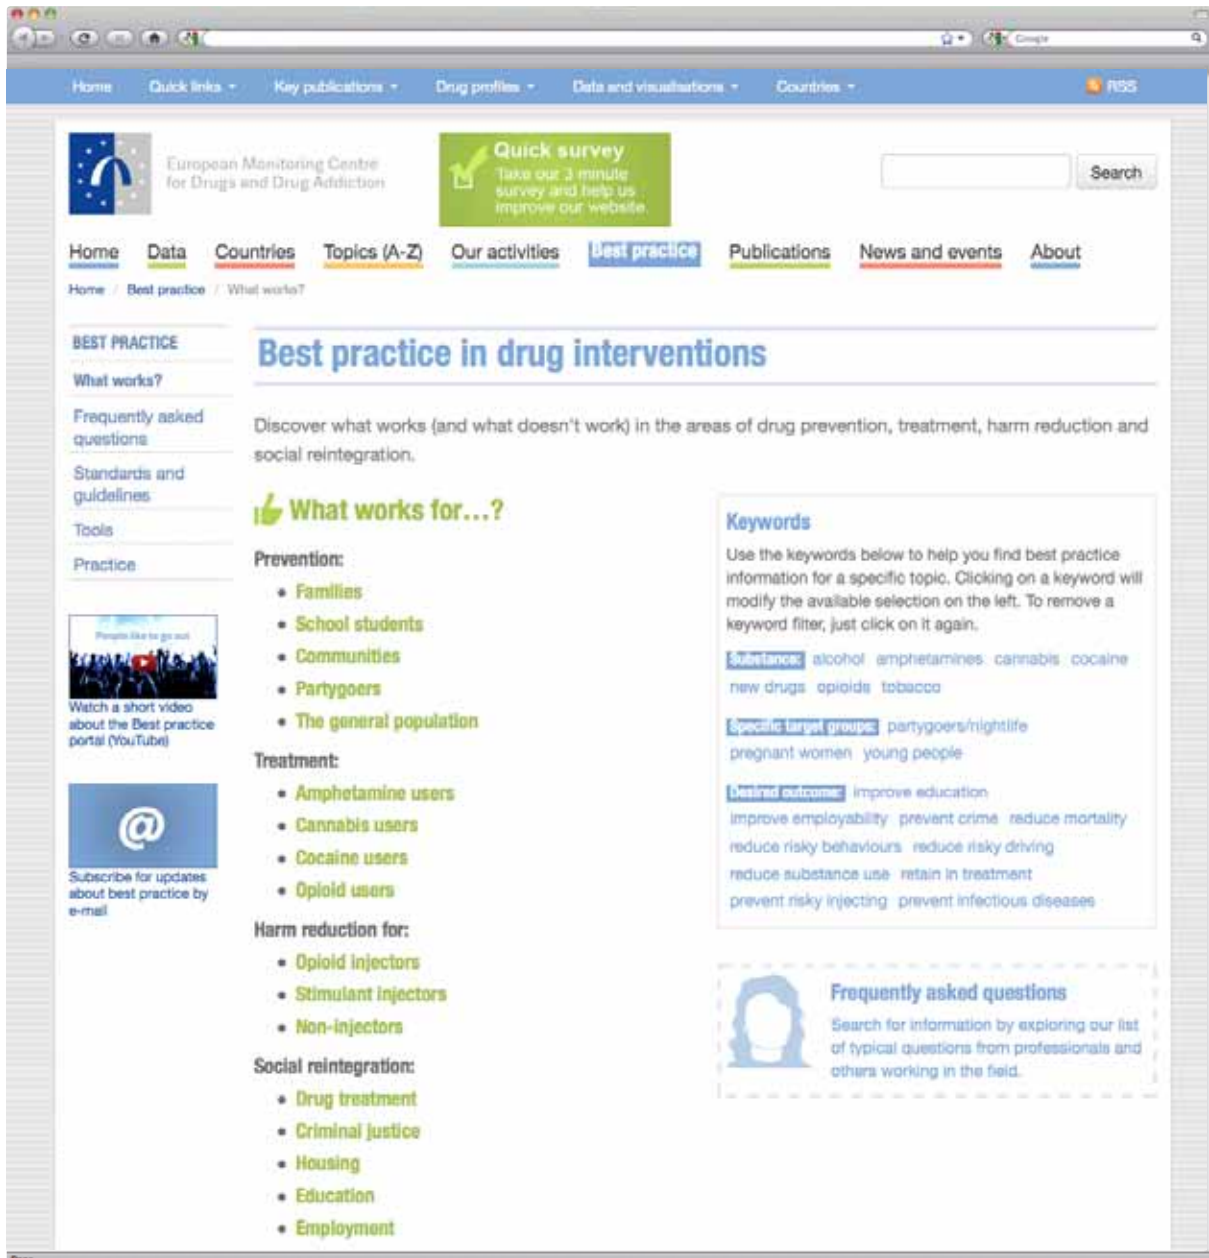 Google
Home Quick links Key publications Drug profiles Data and visualisations Countries RSS
European Monitoring Centre
for Drugs and Drug Addiction
Quick survey
Take our 3 minute
survey and help us
improve our website.
Search
Home Data Countries Topics (A-Z) Our activities Best practice Publications News and events About
Home / Best practice / What works?
BEST PRACTICE
What works?
Frequently asked
questions
Standards and
guidelines
Tools
Practice
People like to go out
Watch a short video
about the Best practice
portal (YouTube)
@
Subscribe for updates
about best practice by
e-mail
Best practice in drug interventions
Discover what works (and what doesn't work) in the areas of drug prevention, treatment, harm reduction and
social reintegration.
What works for...?
Prevention:
• Families
• School students
• Communities
• Partygoers
• The general population
Treatment:
• Amphetamine users
• Cannabis users
• Cocaine users
• Opioid users
Harm reduction for:
• Opioid injectors
• Stimulant injectors
• Non-injectors
Social reintegration:
• Drug treatment
• Criminal justice
• Housing
• Education
• Employment
Keywords
Use the keywords below to help you find best practice
information for a specific topic. Clicking on a keyword will
modify the available selection on the left. To remove a
keyword filter, just click on it again.
Substance: alcohol amphetamines cannabis cocaine
new drugs opioids tobacco
Specific target groups: partygoers/nightlife
pregnant women young people
Desired outcome: improve education
improve employability prevent crime reduce mortality
reduce risky behaviours reduce risky driving
reduce substance use retain in treatment
prevent risky injecting prevent infectious diseases
Frequently asked questions
Search for information by exploring our list
of typical questions from professionals and
others working in the field.